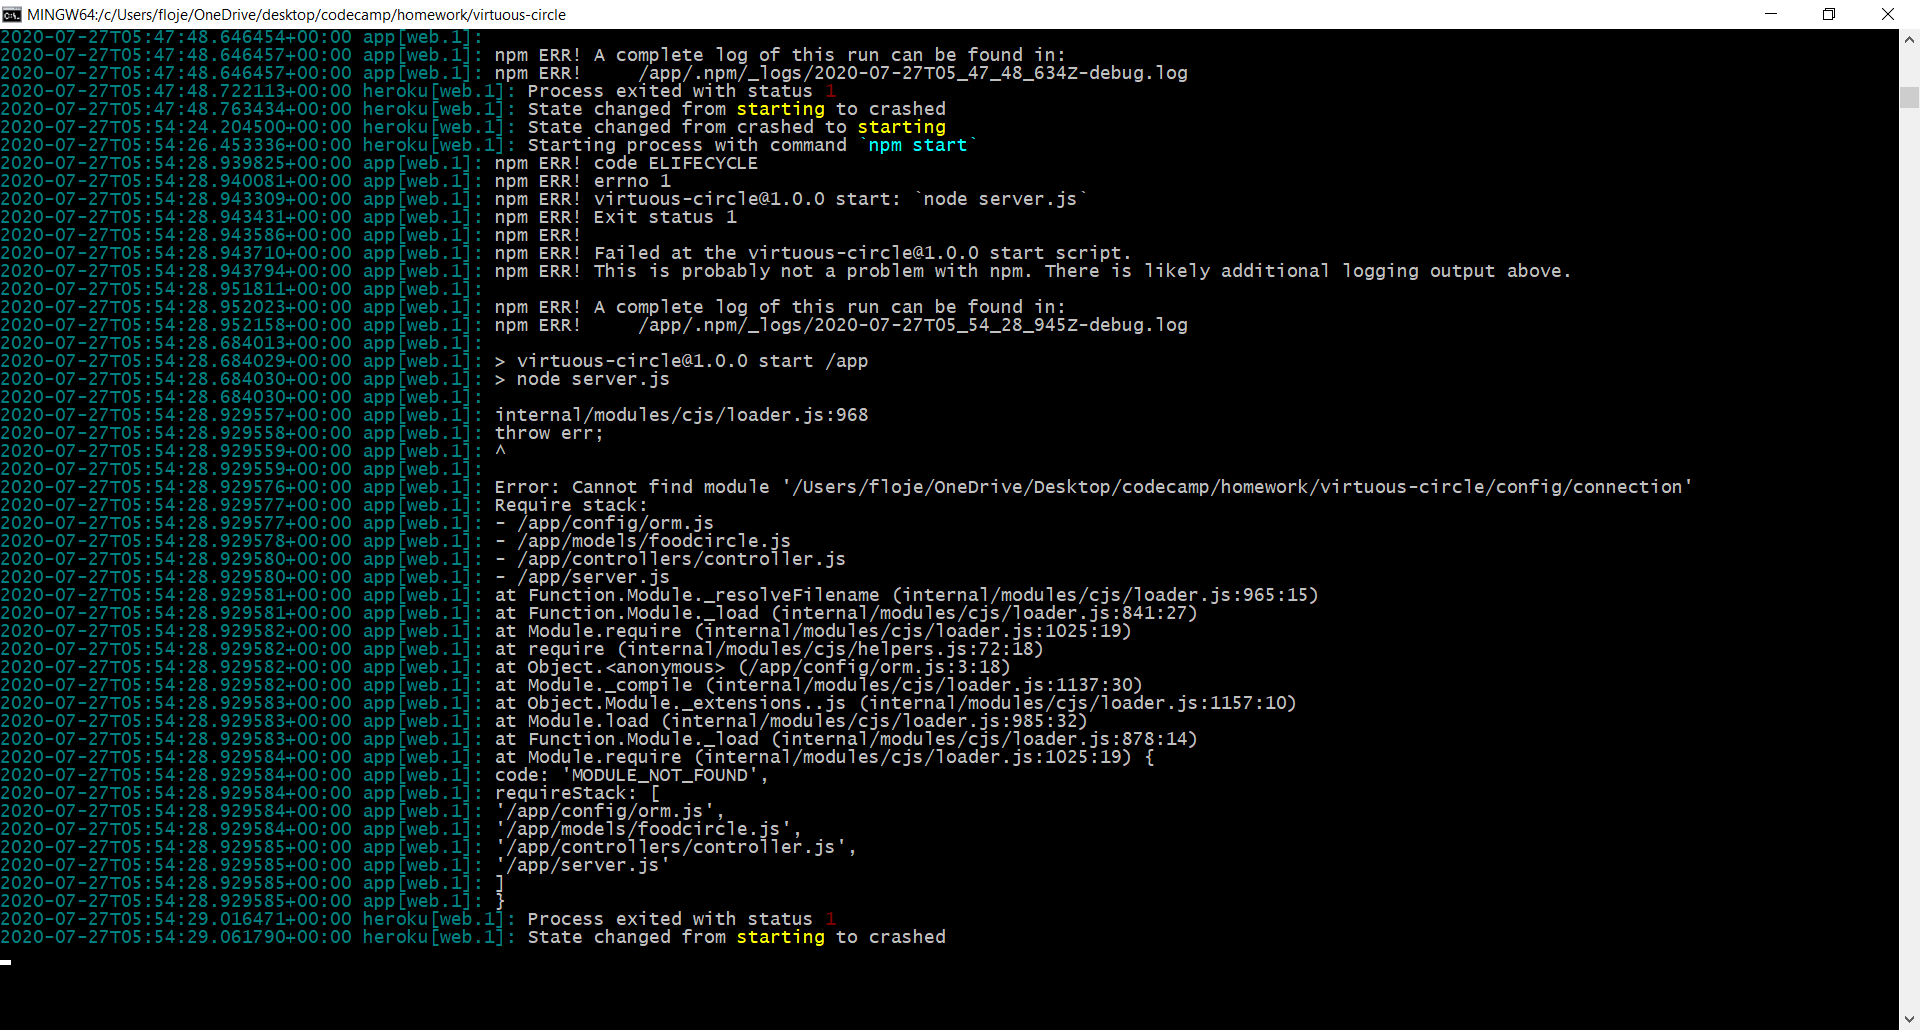 MINGW64:/c/Users/floje/OneDrive/desktop/codecamp/homework/virtuous-circle
2020-07-27T05:47:48.646454+00:00 app[web.1]:
2020-07-27T05:47:48.646457+00:00 app[web.1]: npm ERR! A complete log of this run can be found in:
2020-07-27T05:47:48.646457+00:00 app[web.1]: npm ERR!     /app/.npm/_logs/2020-07-27T05_47_48_634Z-debug.log
2020-07-27T05:47:48.722113+00:00 heroku[web.1]: Process exited with status 1
2020-07-27T05:47:48.763434+00:00 heroku[web.1]: State changed from starting to crashed
2020-07-27T05:54:24.204500+00:00 heroku[web.1]: State changed from crashed to starting
2020-07-27T05:54:26.453336+00:00 heroku[web.1]: Starting process with command `npm start`
2020-07-27T05:54:28.939825+00:00 app[web.1]: npm ERR! code ELIFECYCLE
2020-07-27T05:54:28.940081+00:00 app[web.1]: npm ERR! errno 1
2020-07-27T05:54:28.943309+00:00 app[web.1]: npm ERR! virtuous-circle@1.0.0 start: `node server.js`
2020-07-27T05:54:28.943431+00:00 app[web.1]: npm ERR! Exit status 1
2020-07-27T05:54:28.943586+00:00 app[web.1]: npm ERR!
2020-07-27T05:54:28.943710+00:00 app[web.1]: npm ERR! Failed at the virtuous-circle@1.0.0 start script.
2020-07-27T05:54:28.943794+00:00 app[web.1]: npm ERR! This is probably not a problem with npm. There is likely additional logging output above.
2020-07-27T05:54:28.951811+00:00 app[web.1]:
2020-07-27T05:54:28.952023+00:00 app[web.1]: npm ERR! A complete log of this run can be found in:
2020-07-27T05:54:28.952158+00:00 app[web.1]: npm ERR!     /app/.npm/_logs/2020-07-27T05_54_28_945Z-debug.log
2020-07-27T05:54:28.684013+00:00 app[web.1]:
2020-07-27T05:54:28.684029+00:00 app[web.1]: > virtuous-circle@1.0.0 start /app
2020-07-27T05:54:28.684030+00:00 app[web.1]: > node server.js
2020-07-27T05:54:28.684030+00:00 app[web.1]:
2020-07-27T05:54:28.929557+00:00 app[web.1]: internal/modules/cjs/loader.js:968
2020-07-27T05:54:28.929558+00:00 app[web.1]: throw err;
2020-07-27T05:54:28.929559+00:00 app[web.1]: ^
2020-07-27T05:54:28.929559+00:00 app[web.1]:
2020-07-27T05:54:28.929576+00:00 app[web.1]: Error: Cannot find module '/Users/floje/OneDrive/Desktop/codecamp/homework/virtuous-circle/config/connection'
2020-07-27T05:54:28.929577+00:00 app[web.1]: Require stack:
2020-07-27T05:54:28.929577+00:00 app[web.1]: - /app/config/orm.js
2020-07-27T05:54:28.929578+00:00 app[web.1]: - /app/models/foodcircle.js
2020-07-27T05:54:28.929580+00:00 app[web.1]: - /app/controllers/controller.js
2020-07-27T05:54:28.929580+00:00 app[web.1]: - /app/server.js
2020-07-27T05:54:28.929581+00:00 app[web.1]: at Function.Module._resolveFilename (internal/modules/cjs/loader.js:965:15)
2020-07-27T05:54:28.929581+00:00 app[web.1]: at Function.Module._load (internal/modules/cjs/loader.js:841:27)
2020-07-27T05:54:28.929582+00:00 app[web.1]: at Module.require (internal/modules/cjs/loader.js:1025:19)
2020-07-27T05:54:28.929582+00:00 app[web.1]: at require (internal/modules/cjs/helpers.js:72:18)
2020-07-27T05:54:28.929582+00:00 app[web.1]: at Object.<anonymous> (/app/config/orm.js:3:18)
2020-07-27T05:54:28.929582+00:00 app[web.1]: at Module._compile (internal/modules/cjs/loader.js:1137:30)
2020-07-27T05:54:28.929583+00:00 app[web.1]: at Object.Module._extensions..js (internal/modules/cjs/loader.js:1157:10)
2020-07-27T05:54:28.929583+00:00 app[web.1]: at Module.load (internal/modules/cjs/loader.js:985:32)
2020-07-27T05:54:28.929583+00:00 app[web.1]: at Function.Module._load (internal/modules/cjs/loader.js:878:14)
2020-07-27T05:54:28.929584+00:00 app[web.1]: at Module.require (internal/modules/cjs/loader.js:1025:19) {
2020-07-27T05:54:28.929584+00:00 app[web.1]: code: 'MODULE_NOT_FOUND',
2020-07-27T05:54:28.929584+00:00 app[web.1]: requireStack: [
2020-07-27T05:54:28.929584+00:00 app[web.1]: '/app/config/orm.js',
2020-07-27T05:54:28.929584+00:00 app[web.1]: '/app/models/foodcircle.js',
2020-07-27T05:54:28.929585+00:00 app[web.1]: '/app/controllers/controller.js',
2020-07-27T05:54:28.929585+00:00 app[web.1]: '/app/server.js'
2020-07-27T05:54:28.929585+00:00 app[web.1]: ]
2020-07-27T05:54:28.929585+00:00 app[web.1]: }
2020-07-27T05:54:29.016471+00:00 heroku[web.1]: Process exited with status 1
2020-07-27T05:54:29.061790+00:00 heroku[web.1]: State changed from starting to crashed